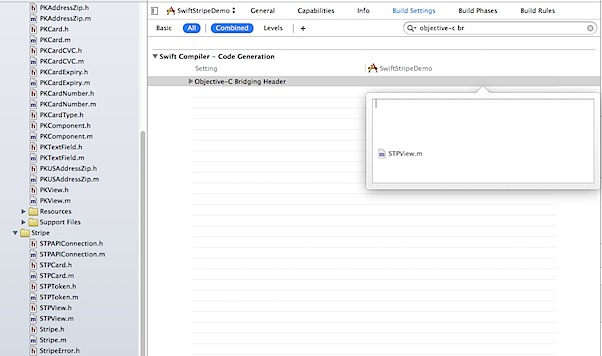 PKAddressZip.h
PKAddressZip.m
PKCard.h
PKCard.m
PKCardCVC.h
PKCardCVC.m
PKCardExpiry.h
PKCardExpiry.m
PKCardNumber.h
PKCardNumber.m
PKCardType.h
PKComponent.h
PKComponent.m
PKTextField.h
PKTextField.m
PKUSAddressZip.h
PKUSAddressZip.m
PKView.h
PKView.m
Resources
Support Files
Stripe
STPAPIConnection.h
STPAPIConnection.m
STPCard.h
STPCard.m
STPToken.h
STPToken.m
STPView.h
STPView.m
Stripe.h
Stripe.m
StripeError.h
SwiftStripeDemo General Capabilities Info Build Settings Build Phases Build Rules
Basic All Combined Levels + objective-c br
Swift Compiler – Code Generation
Setting SwiftStripeDemo
Objective-C Bridging Header
STPView.m